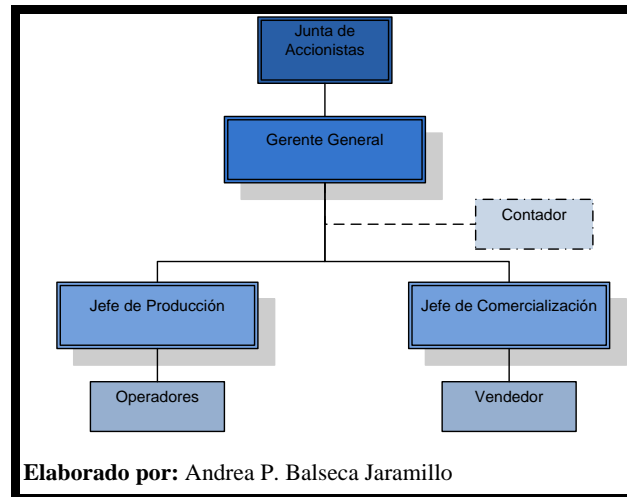 Junta de
Accionistas
Gerente General
Contador
Jefe de Producción
Jefe de Comercialización
Operadores
Vendedor
Elaborado por: Andrea P. Balseca Jaramillo